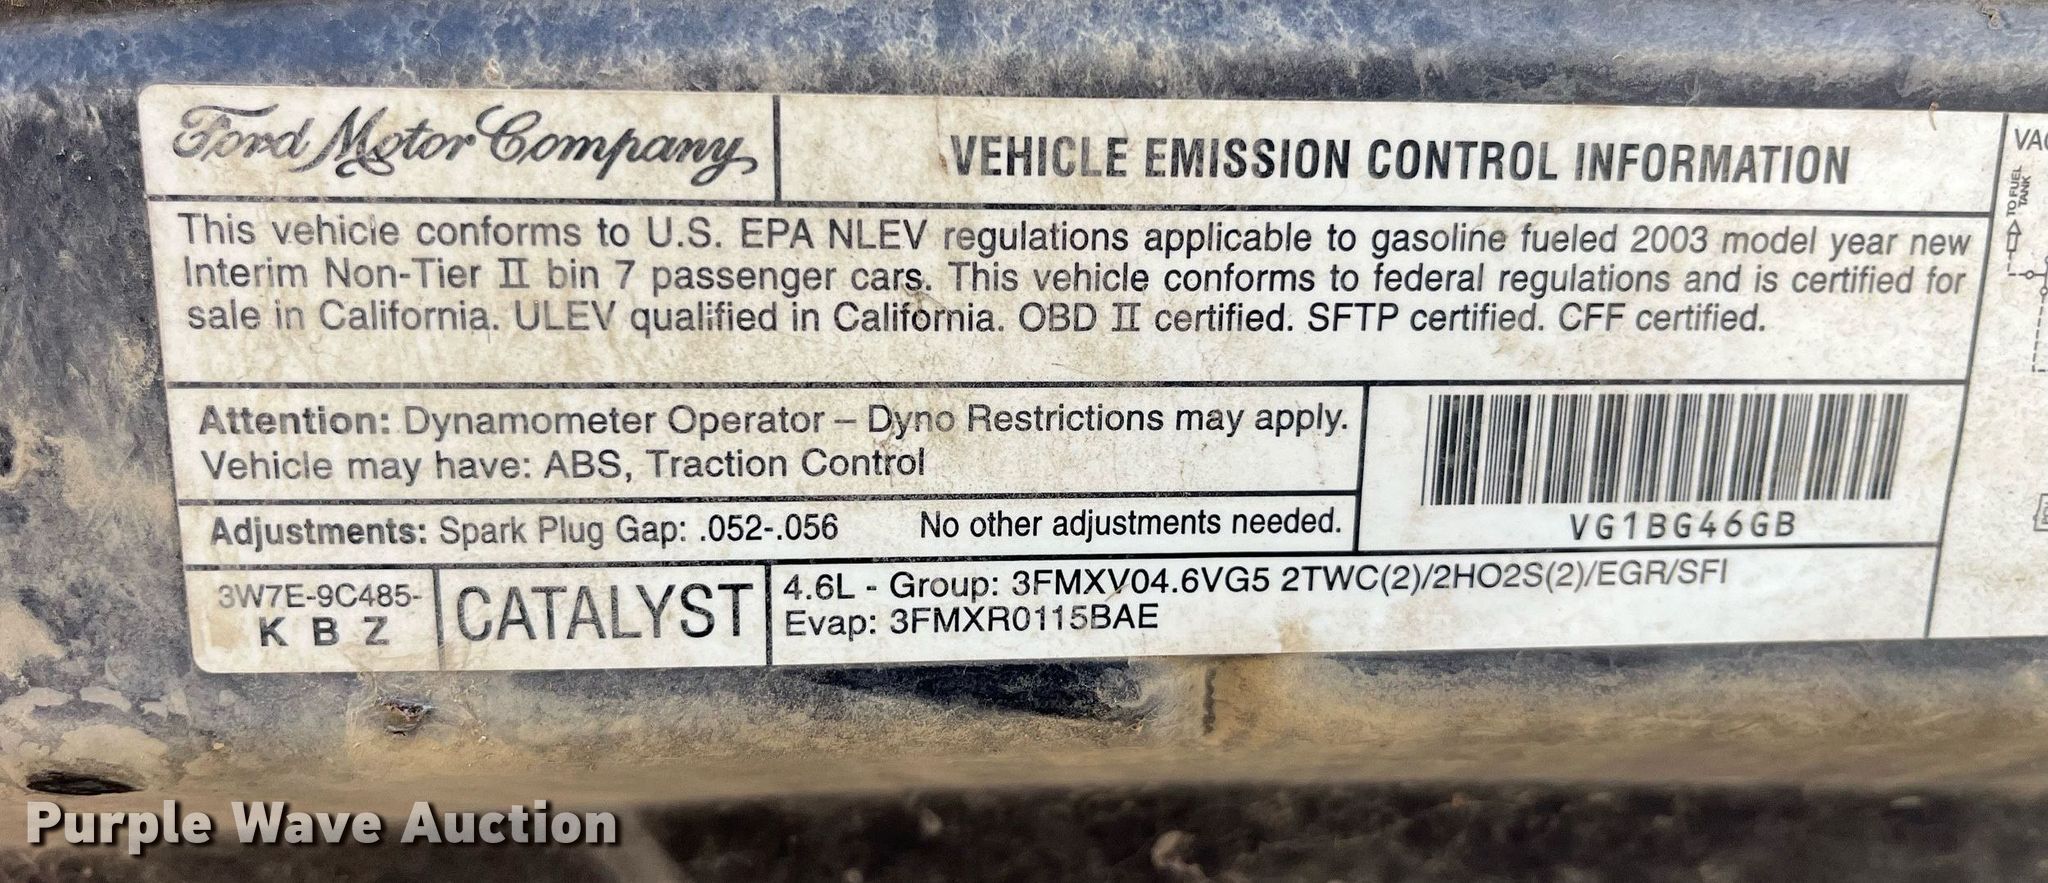 Ford Motor Company
VEHICLE EMISSION CONTROL INFORMATION
This vehicle conforms to U.S. EPA NLEV regulations applicable to gasoline fueled 2003 model year new
Interim Non-Tier II bin 7 passenger cars. This vehicle conforms to federal regulations and is certified for
sale in California. ULEV qualified in California. OBD II certified. SFTP certified. CFF certified.
Attention: Dynamometer Operator – Dyno Restrictions may apply.
Vehicle may have: ABS, Traction Control
VG1BG46GB
Adjustments: Spark Plug Gap: .052-.056 No other adjustments needed.
3W7E-9C485-
K B Z
CATALYST
4.6L - Group: 3FMXV04.6VG5 2TWC(2)/2HO2S(2)/EGR/SFI
Evap: 3FMXR0115BAE
TO FUEL
TANK
Purple Wave Auction